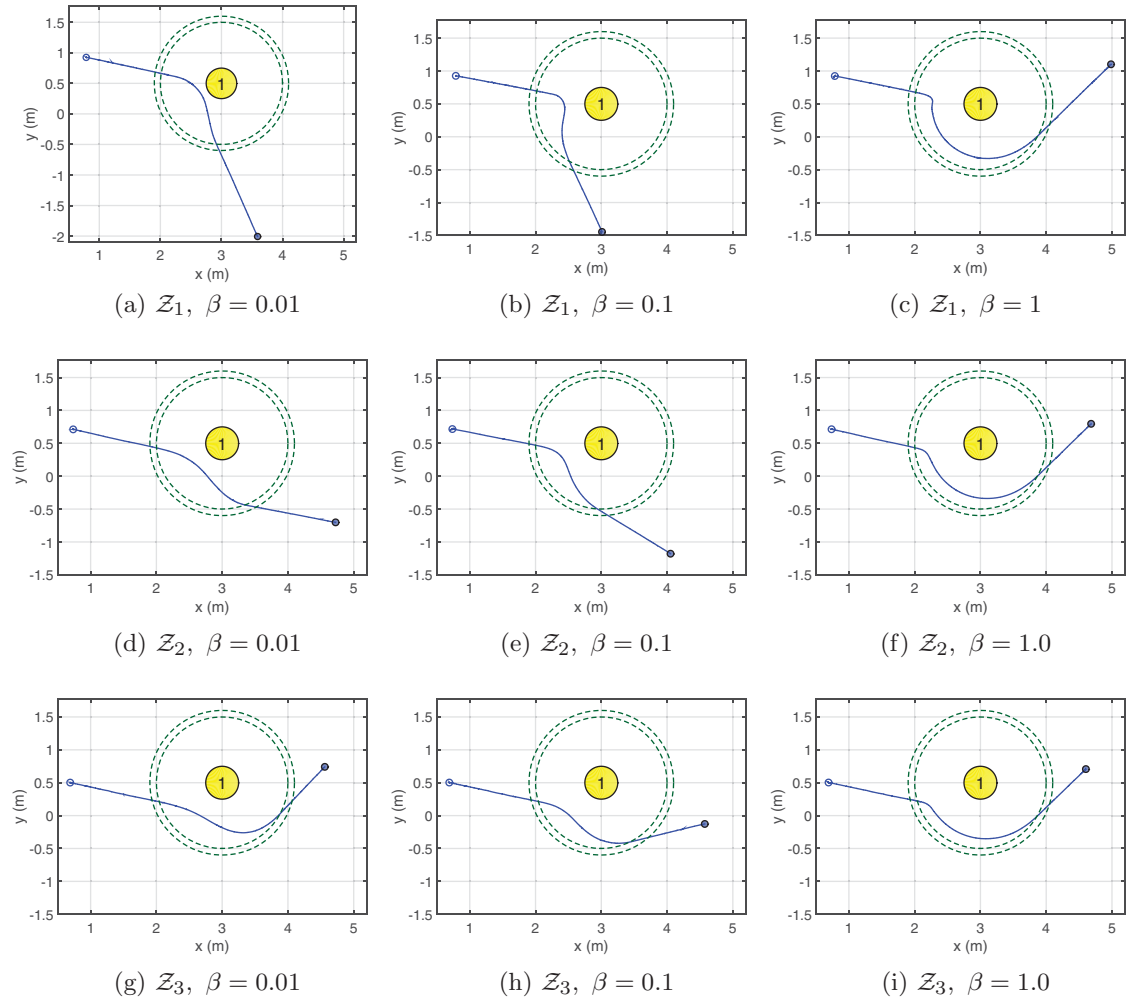 1.5
1
0.5
0
-0.5
-1
-1.5
-2
y (m)
1
1 2 3 4 5
x (m)
(a) 𝒵₁, β = 0.01
1.5
1
0.5
0
-0.5
-1
-1.5
y (m)
1
1 2 3 4 5
x (m)
(b) 𝒵₁, β = 0.1
1.5
1
0.5
0
-0.5
-1
-1.5
y (m)
1
1 2 3 4 5
x (m)
(c) 𝒵₁, β = 1
1.5
1
0.5
0
-0.5
-1
-1.5
y (m)
1
1 2 3 4 5
x (m)
(d) 𝒵₂, β = 0.01
1.5
1
0.5
0
-0.5
-1
-1.5
y (m)
1
1 2 3 4 5
x (m)
(e) 𝒵₂, β = 0.1
1.5
1
0.5
0
-0.5
-1
-1.5
y (m)
1
1 2 3 4 5
x (m)
(f) 𝒵₂, β = 1.0
1.5
1
0.5
0
-0.5
-1
-1.5
y (m)
1
1 2 3 4 5
x (m)
(g) 𝒵₃, β = 0.01
1.5
1
0.5
0
-0.5
-1
-1.5
y (m)
1
1 2 3 4 5
x (m)
(h) 𝒵₃, β = 0.1
1.5
1
0.5
0
-0.5
-1
-1.5
y (m)
1
1 2 3 4 5
x (m)
(i) 𝒵₃, β = 1.0